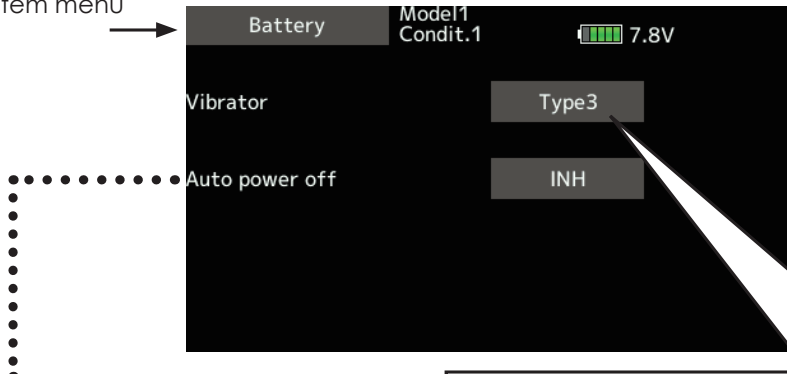 tem menu
Battery
Model1
Condit.1
7.8V
Vibrator
Type3
Auto power off
INH